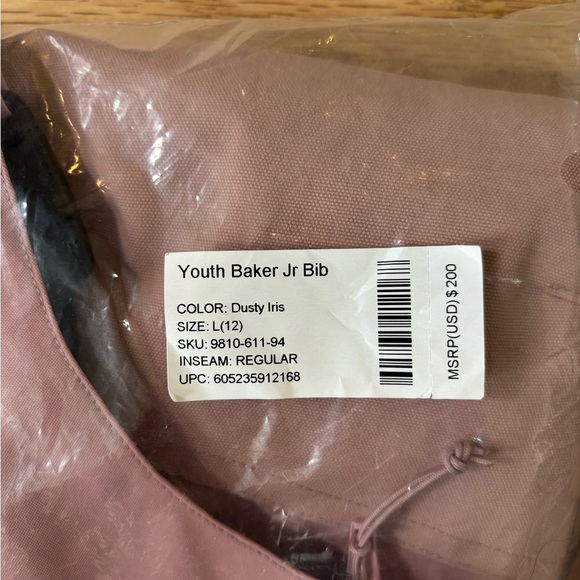 Youth Baker Jr Bib
COLOR: Dusty Iris
SIZE: L(12)
SKU: 9810-611-94
INSEAM: REGULAR
UPC: 605235912168
MSRP(USD) $200